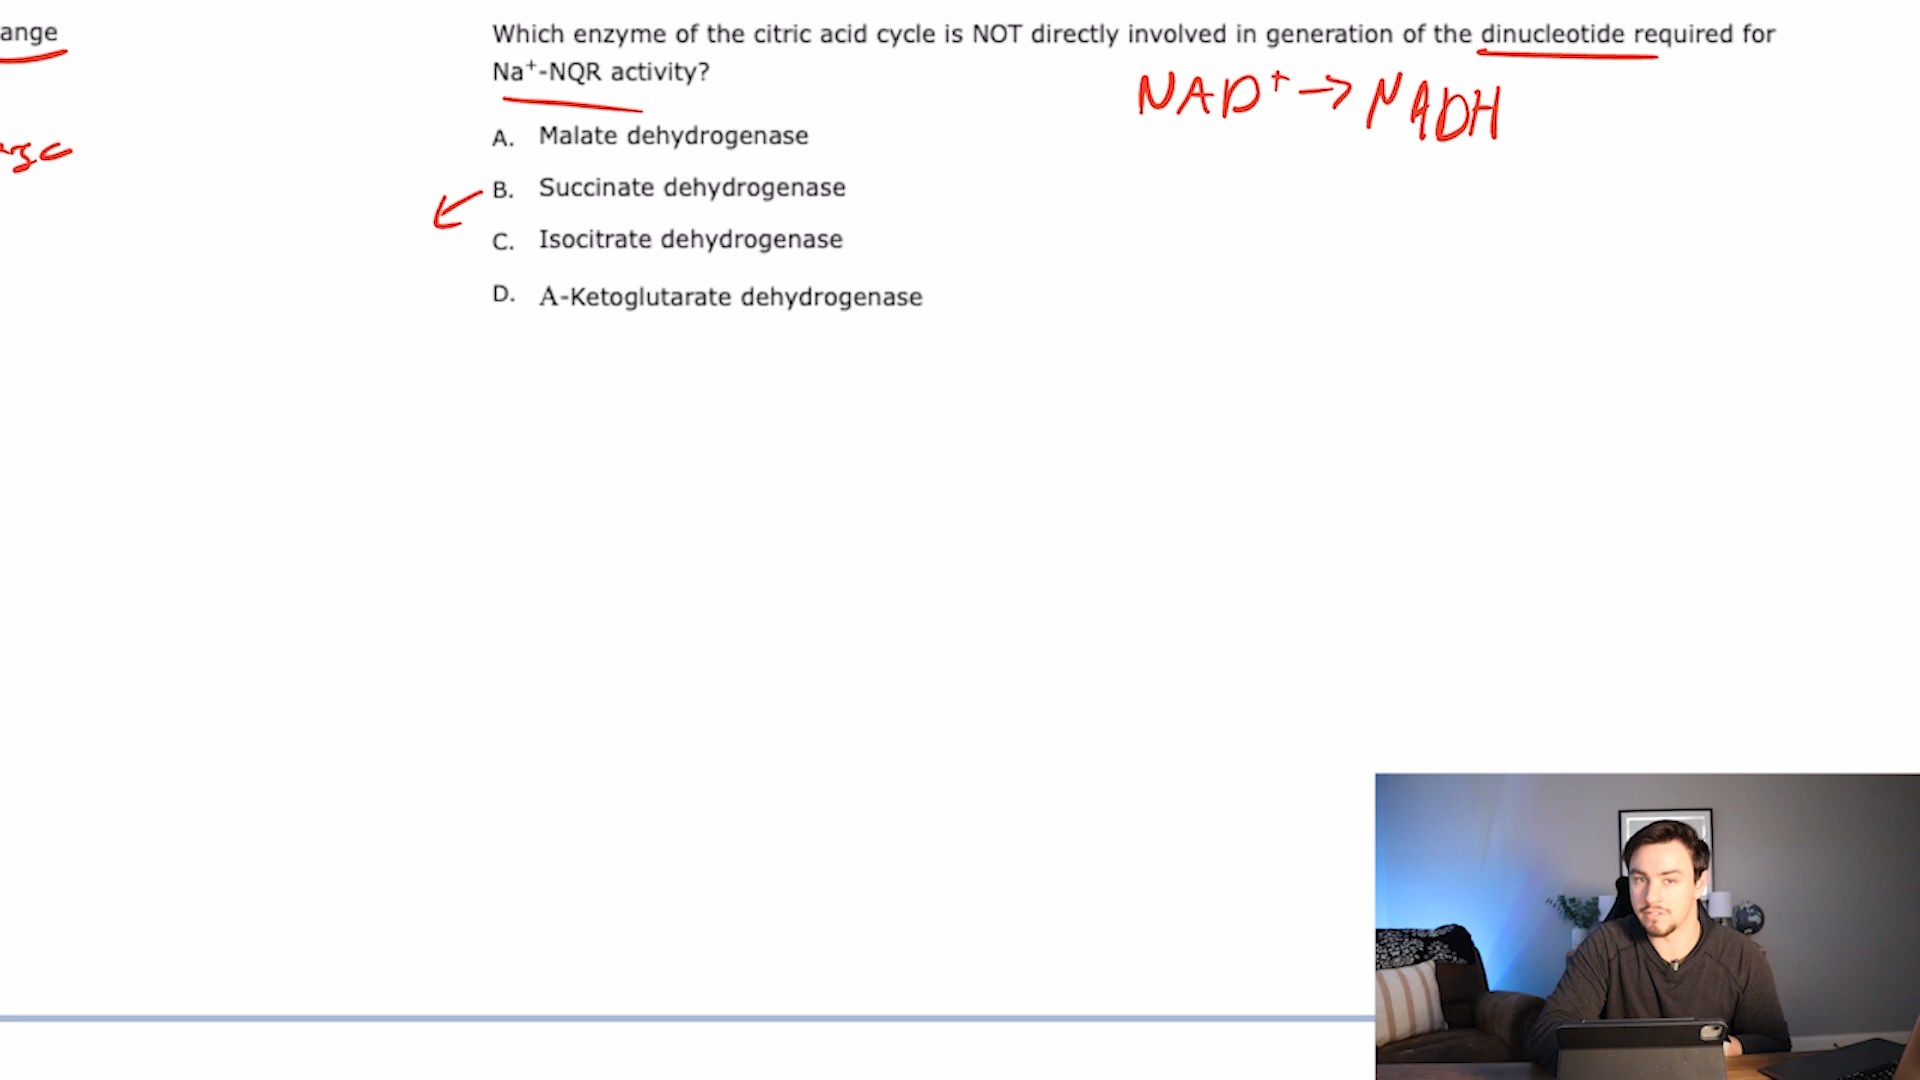 ange
Which enzyme of the citric acid cycle is NOT directly involved in generation of the dinucleotide required for
Na⁺-NQR activity?
NAD⁺ → NADH
A. Malate dehydrogenase
B. Succinate dehydrogenase
C. Isocitrate dehydrogenase
D. A-Ketoglutarate dehydrogenase